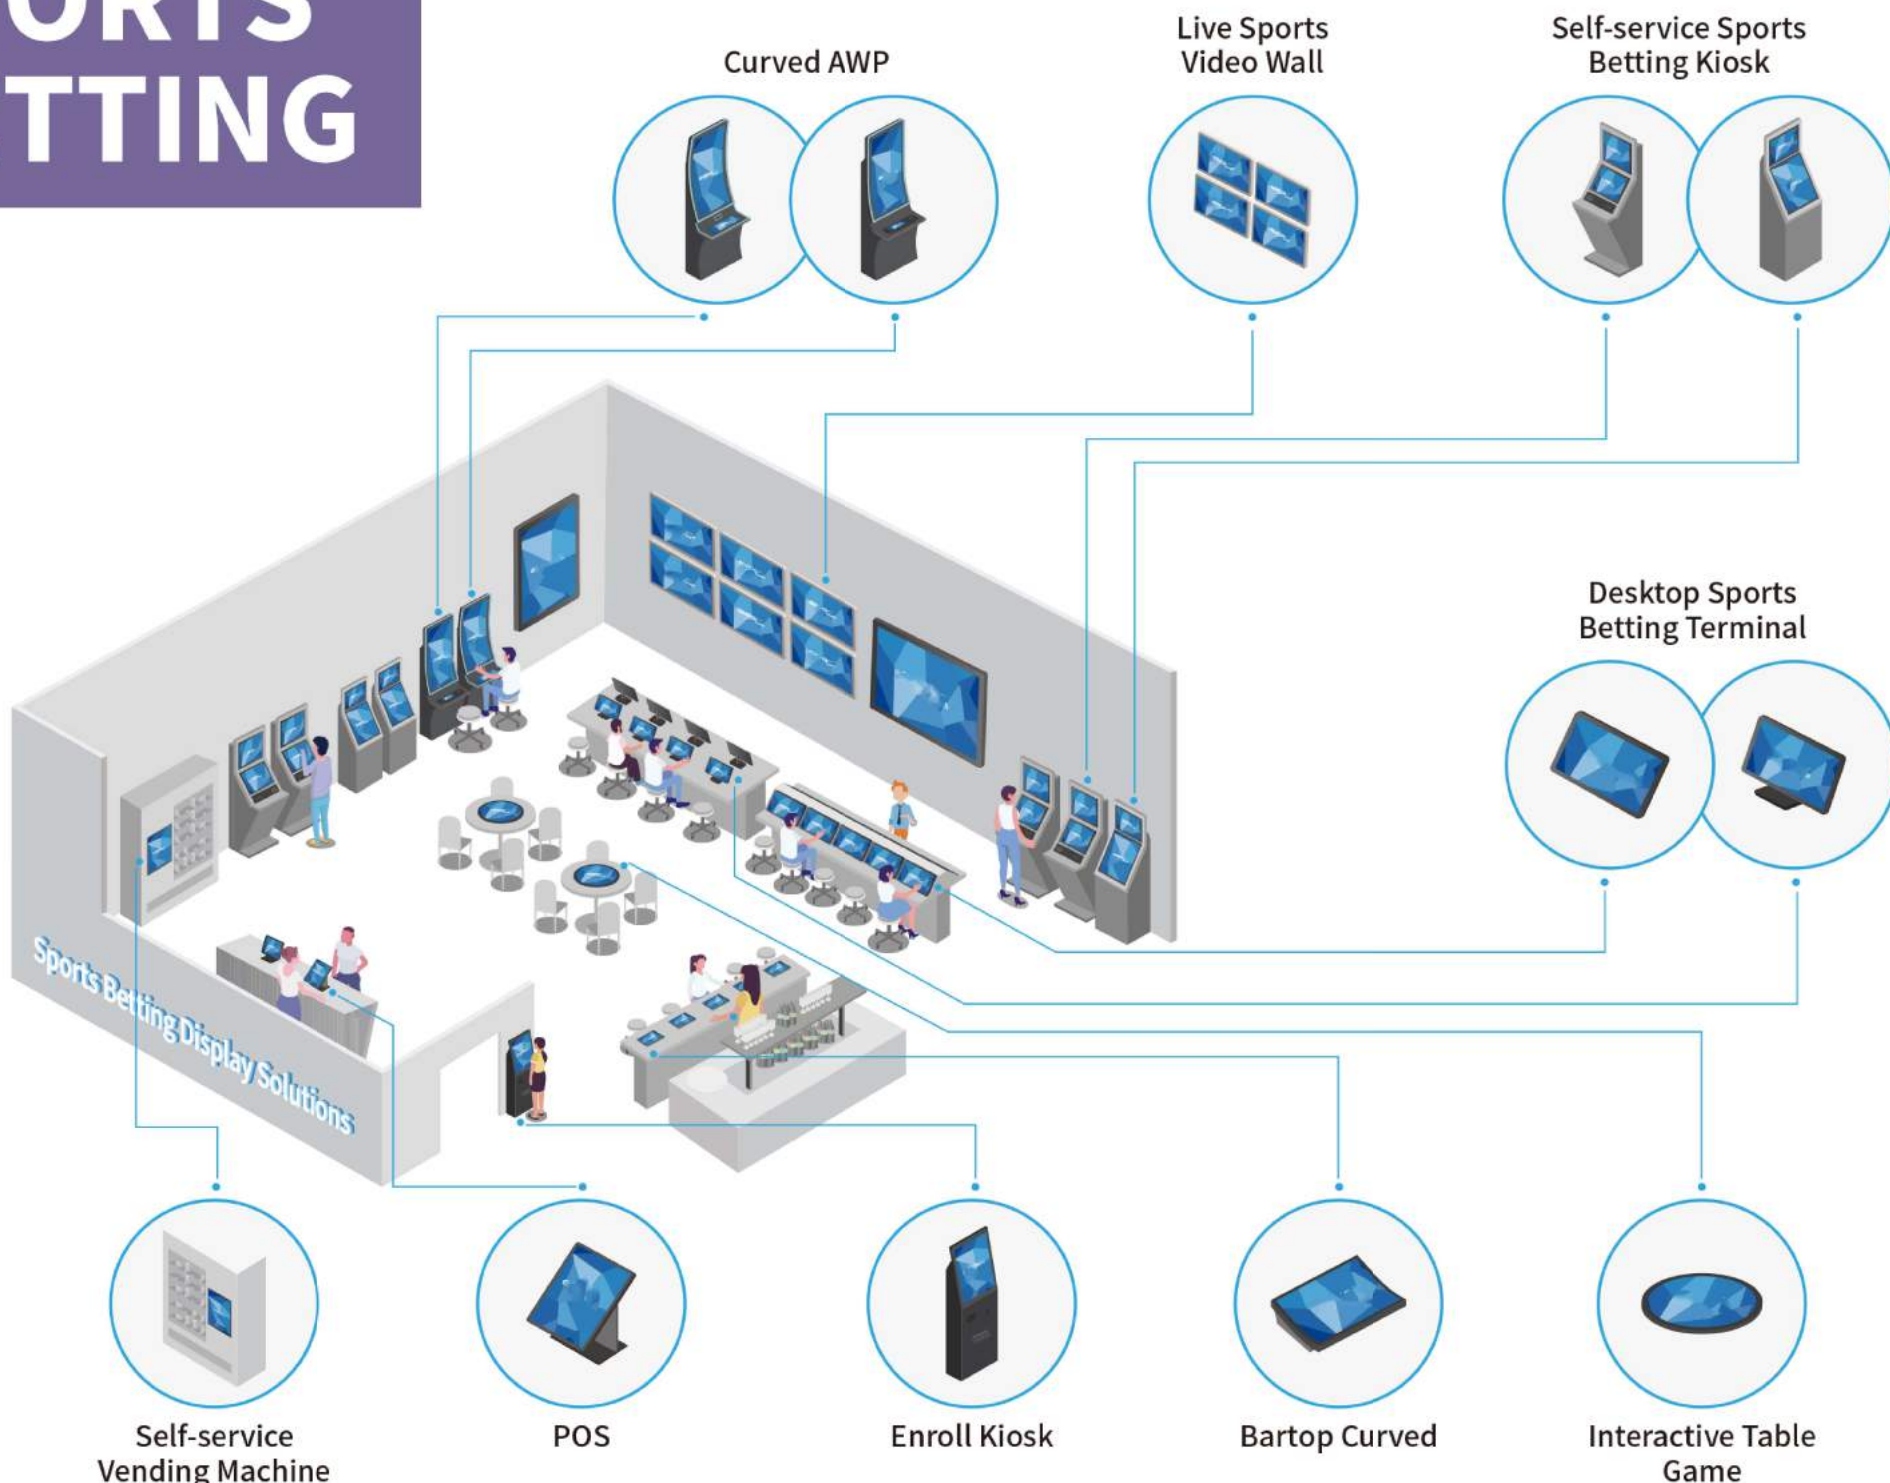 ORTS
TTING
Curved AWP
Live Sports
Video Wall
Self-service Sports
Betting Kiosk
Desktop Sports
Betting Terminal
Sports Betting Display Solutions
Self-service
Vending Machine
POS
Enroll Kiosk
Bartop Curved
Interactive Table
Game